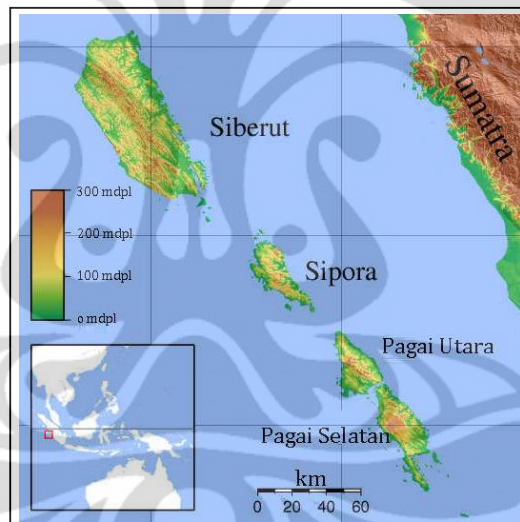 Sumatra
Siberut
300 mdpl
200 mdpl
100 mdpl
0 mdpl
Sipora
Pagai Utara
Pagai Selatan
km
0 20 40 60